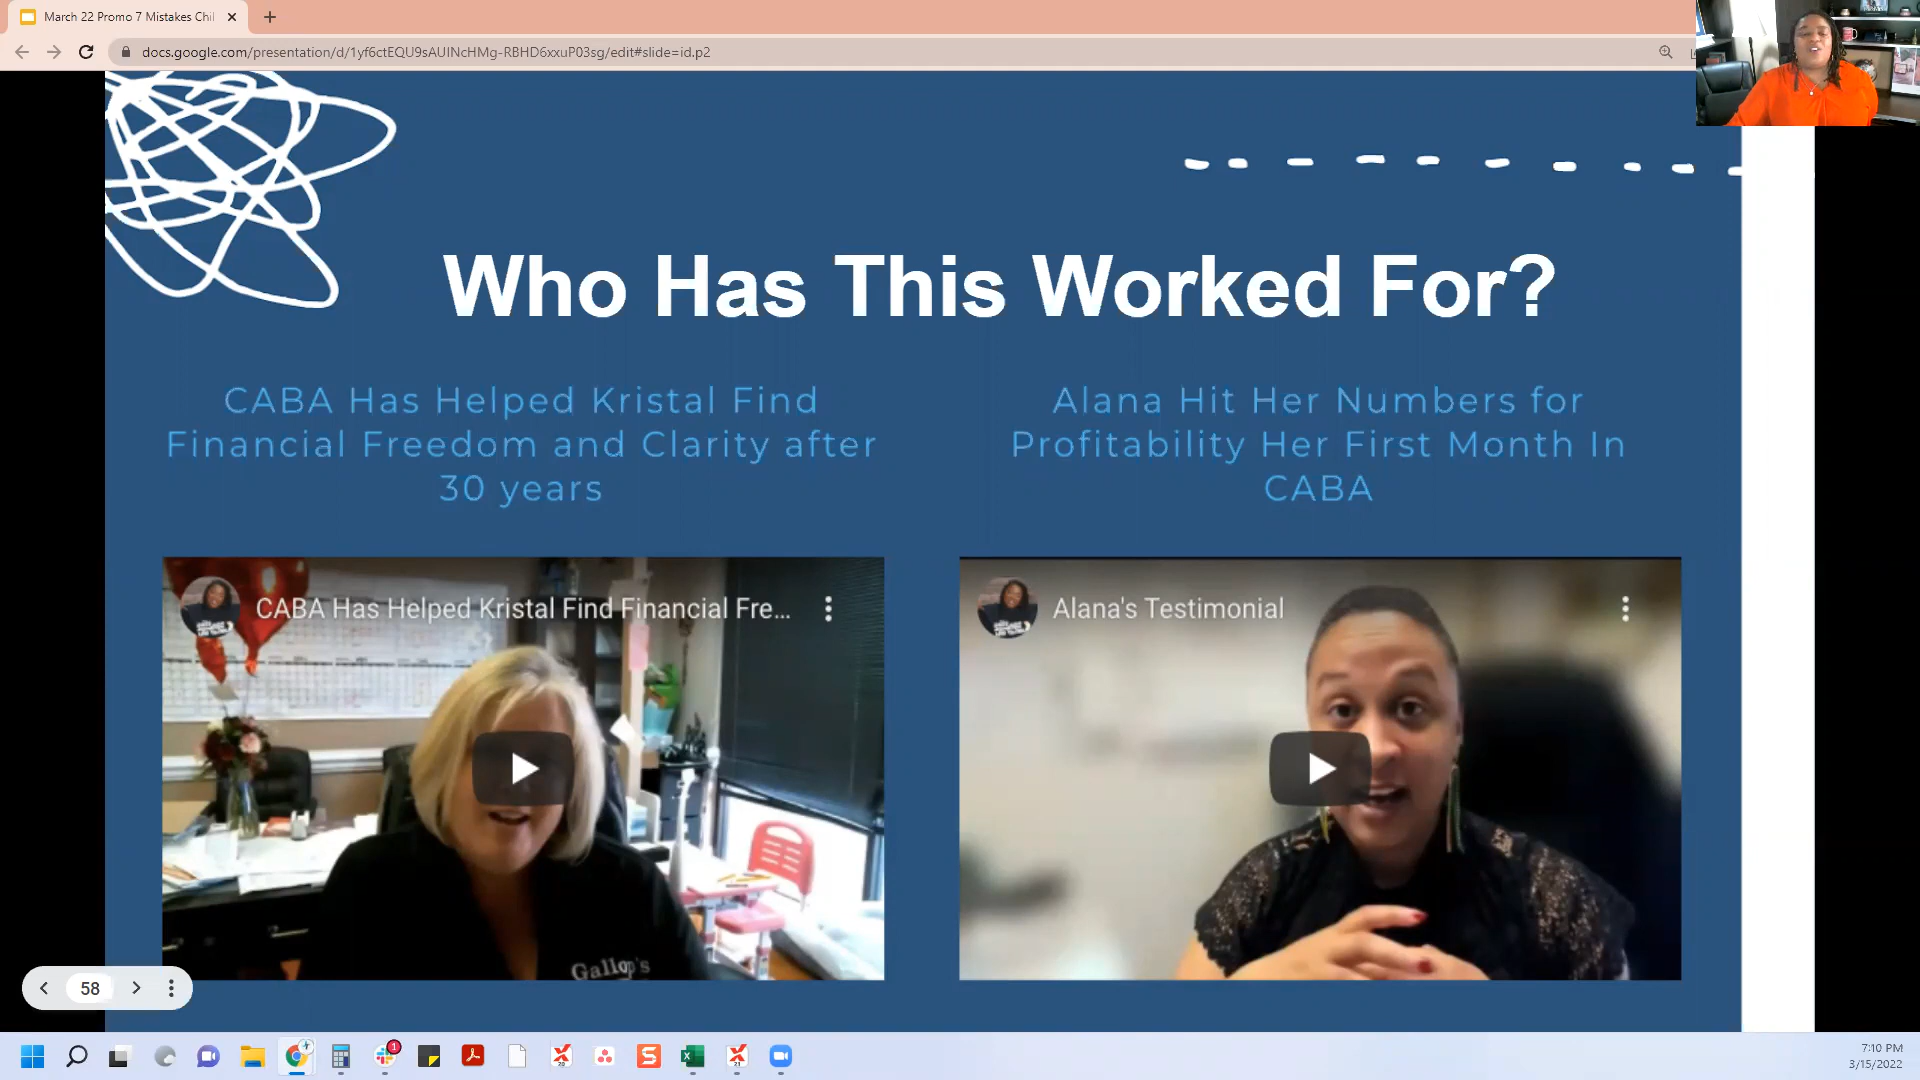 March 22 Promo 7 Mistakes Chil
docs.google.com/presentation/d/1yf6ctEQU9sAUINcHMg-RBHD6xxuP03sg/edit#slide=id.p2
Who Has This Worked For?
CABA Has Helped Kristal Find
Financial Freedom and Clarity after
30 years
Alana Hit Her Numbers for
Profitability Her First Month In
CABA
CABA Has Helped Kristal Find Financial Fre...
Alana's Testimonial
Gallop's
58
1
7:10 PM
3/15/2022